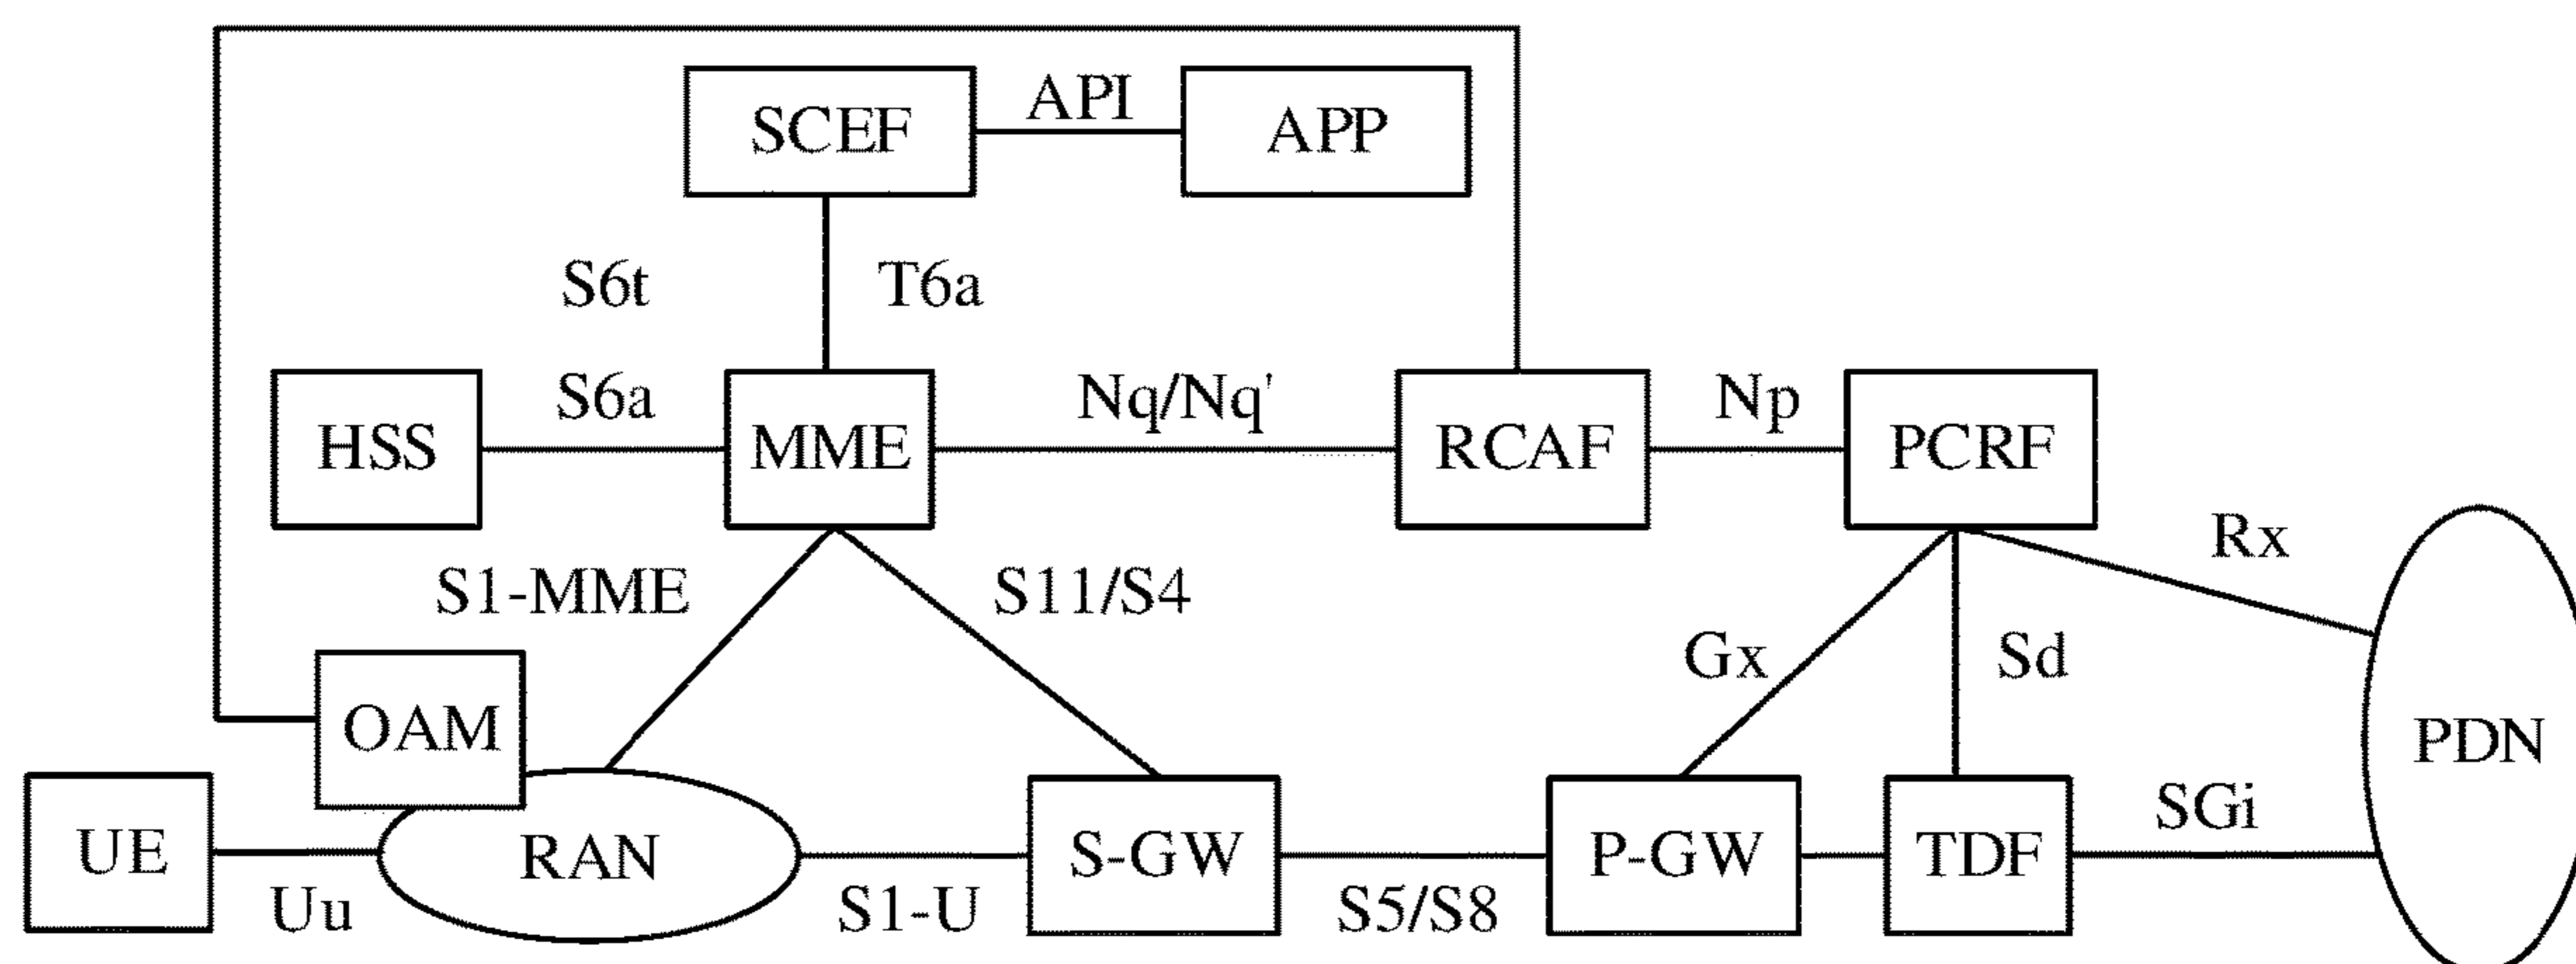 API
SCEF
APP
S6t
T6a
S6a
Nq/Nq'
Np
HSS
MME
RCAF
PCRF
Rx
S1-MME
S11/S4
Gx
Sd
OAM
PDN
SGi
UE
RAN
S-GW
P-GW
TDF
Uu
S1-U
S5/S8